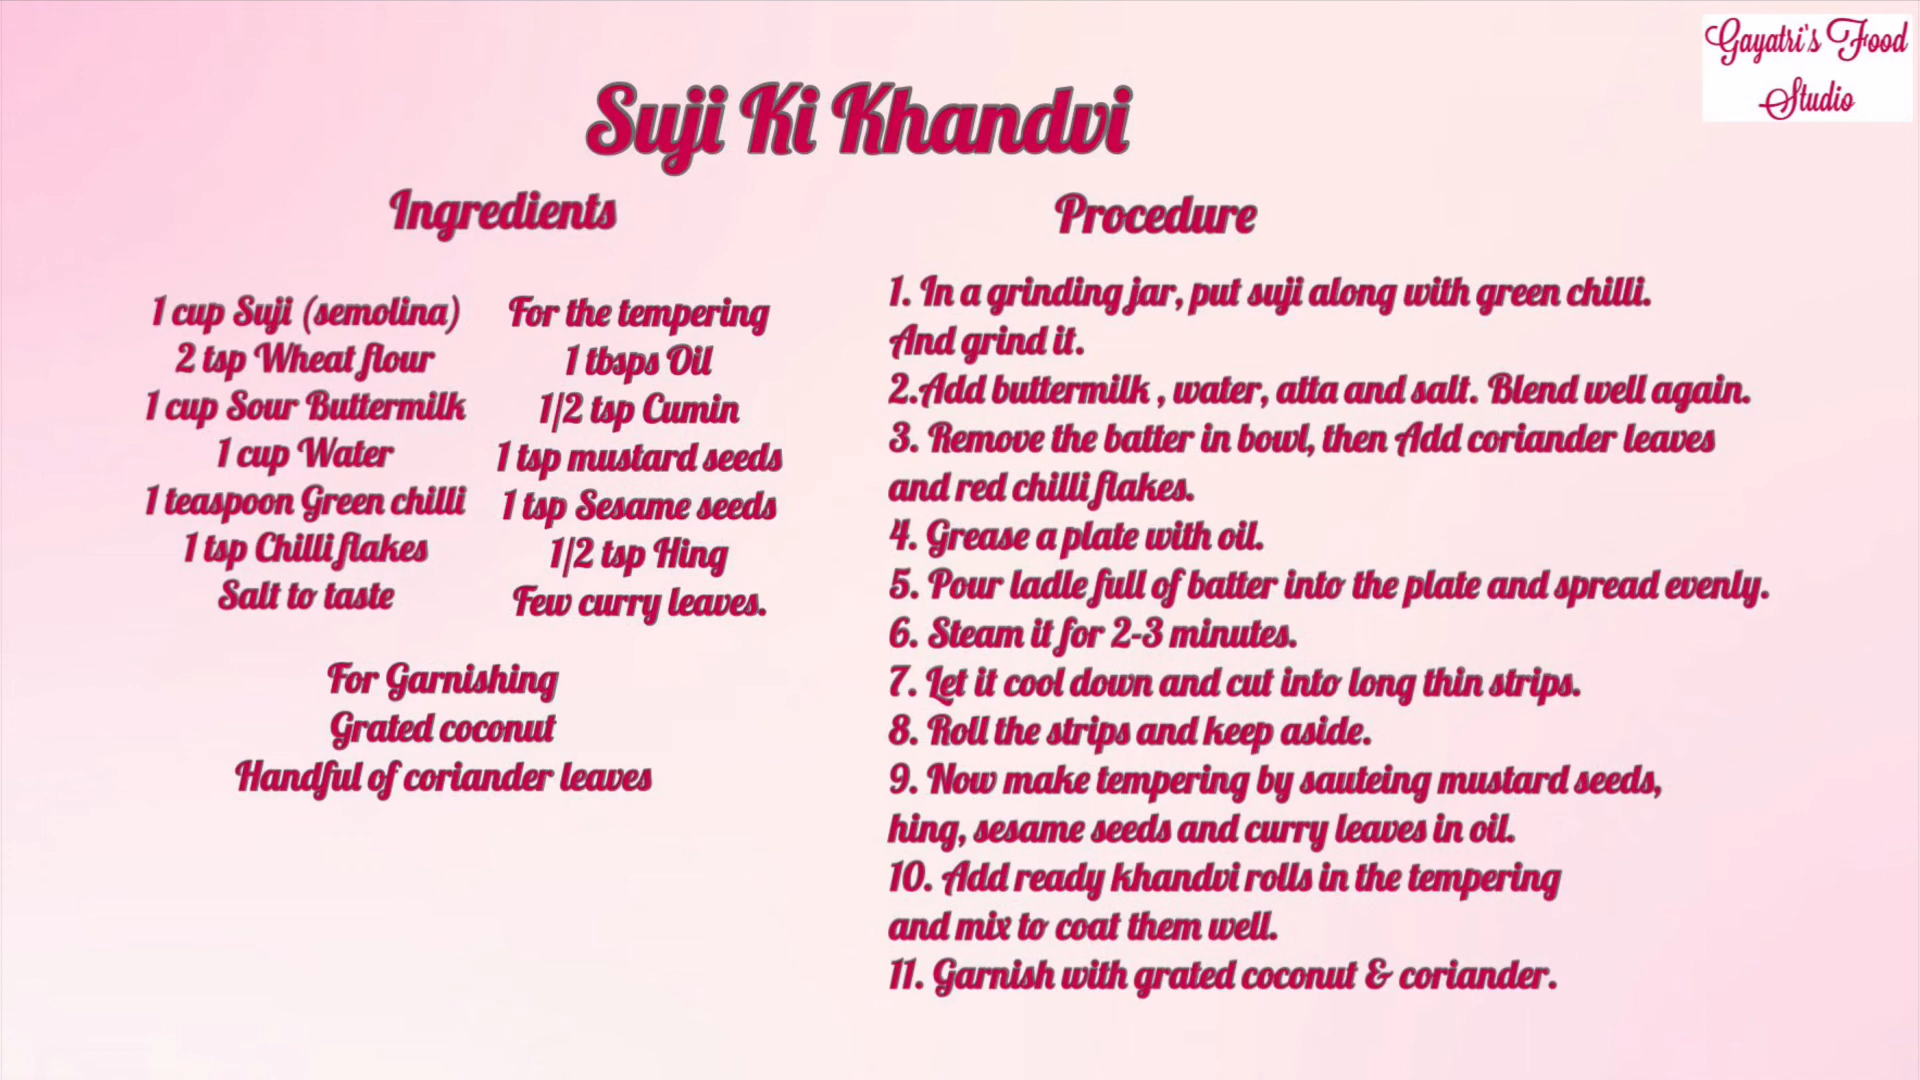 Gayatri's Food
Studio
Suji Ki Khandvi
Ingredients
1 cup Suji (semolina)
2 tsp Wheat flour
1 cup Sour Buttermilk
1 cup Water
1 teaspoon Green chilli
1 tsp Chilli flakes
Salt to taste
For the tempering
1 tbsps Oil
1/2 tsp Cumin
1 tsp mustard seeds
1 tsp Sesame seeds
1/2 tsp Hing
Few curry leaves.
For Garnishing
Grated coconut
Handful of coriander leaves
Procedure
1. In a grinding jar, put suji along with green chilli.
And grind it.
2.Add buttermilk , water, atta and salt. Blend well again.
3. Remove the batter in bowl, then Add coriander leaves
and red chilli flakes.
4. Grease a plate with oil.
5. Pour ladle full of batter into the plate and spread evenly.
6. Steam it for 2-3 minutes.
7. Let it cool down and cut into long thin strips.
8. Roll the strips and keep aside.
9. Now make tempering by sauteing mustard seeds,
hing, sesame seeds and curry leaves in oil.
10. Add ready khandvi rolls in the tempering
and mix to coat them well.
11. Garnish with grated coconut & coriander.